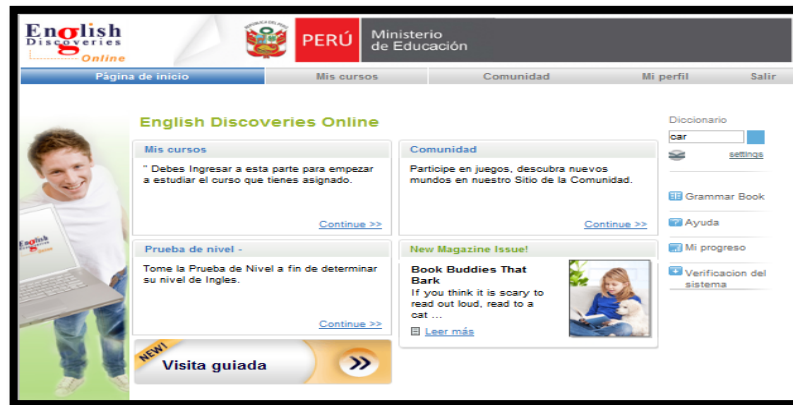 English
Discoveries
Online
PERÚ
Ministerio
de Educación
Página de inicio
Mis cursos
Comunidad
Mi perfil
Salir
English Discoveries Online
Mis cursos
" Debes Ingresar a esta parte para empezar
a estudiar el curso que tienes asignado.
Continue >>
Comunidad
Participe en juegos, descubra nuevos
mundos en nuestro Sitio de la Comunidad.
Continue >>
Prueba de nivel -
Tome la Prueba de Nivel a fin de determinar
su nivel de Ingles.
Continue >>
New Magazine Issue!
Book Buddies That
Bark
If you think it is scary to
read out loud, read to a
cat ...
Leer más
NEW!
Visita guiada
Diccionario
car
settings
Grammar Book
Ayuda
Mi progreso
Verificacion del
sistema
English